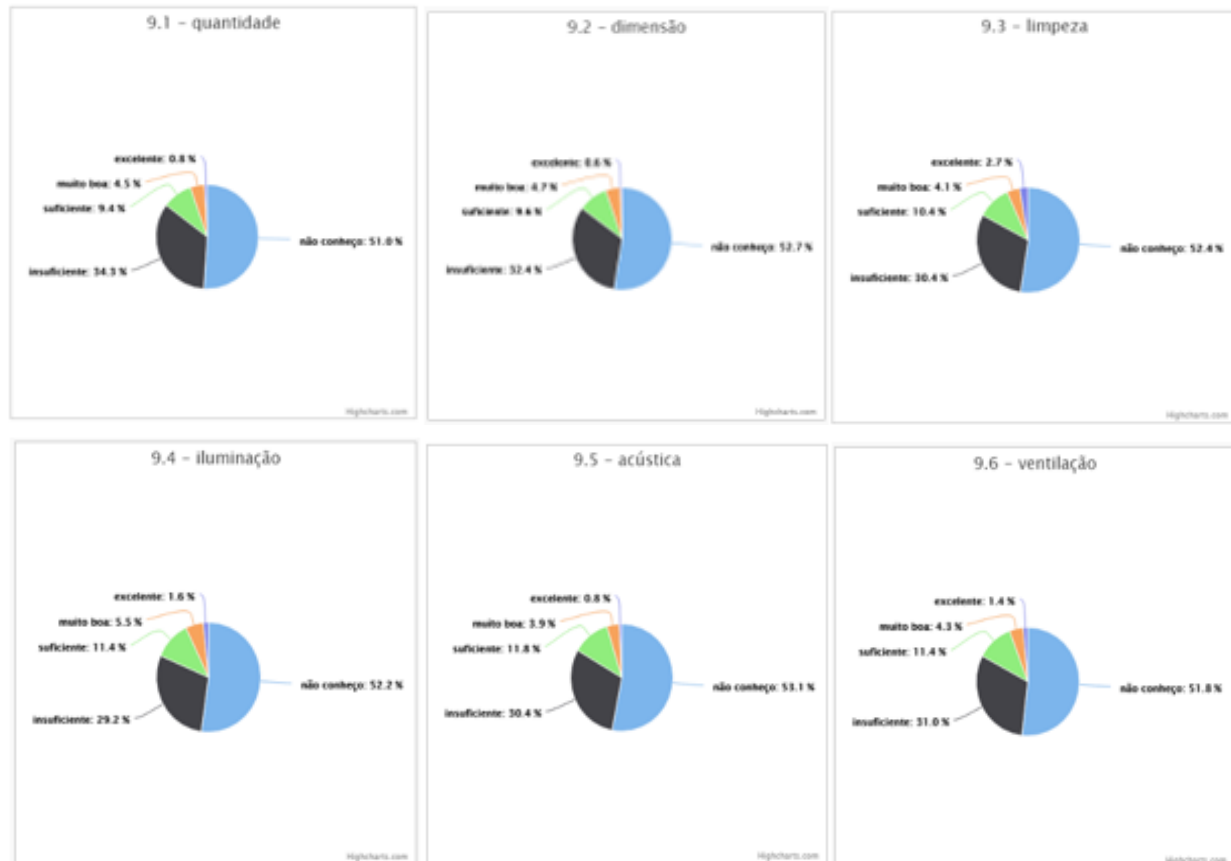 9.1 – quantidade
excelente: 0.8 %
muito boa: 4.5 %
suficiente: 9.4 %
não conheço: 51.0 %
insuficiente: 34.3 %
Highcharts.com
9.2 – dimensão
excelente: 0.6 %
muito boa: 4.7 %
suficiente: 9.6 %
não conheço: 52.7 %
insuficiente: 32.4 %
Highcharts.com
9.3 – limpeza
excelente: 2.7 %
muito boa: 4.1 %
suficiente: 10.4 %
não conheço: 52.4 %
insuficiente: 30.4 %
Highcharts.com
9.4 – iluminação
excelente: 1.6 %
muito boa: 5.5 %
suficiente: 11.4 %
não conheço: 52.2 %
insuficiente: 29.2 %
Highcharts.com
9.5 – acústica
excelente: 0.8 %
muito boa: 3.9 %
suficiente: 11.8 %
não conheço: 53.1 %
insuficiente: 30.4 %
Highcharts.com
9.6 – ventilação
excelente: 1.4 %
muito boa: 4.3 %
suficiente: 11.4 %
não conheço: 51.8 %
insuficiente: 31.0 %
Highcharts.com